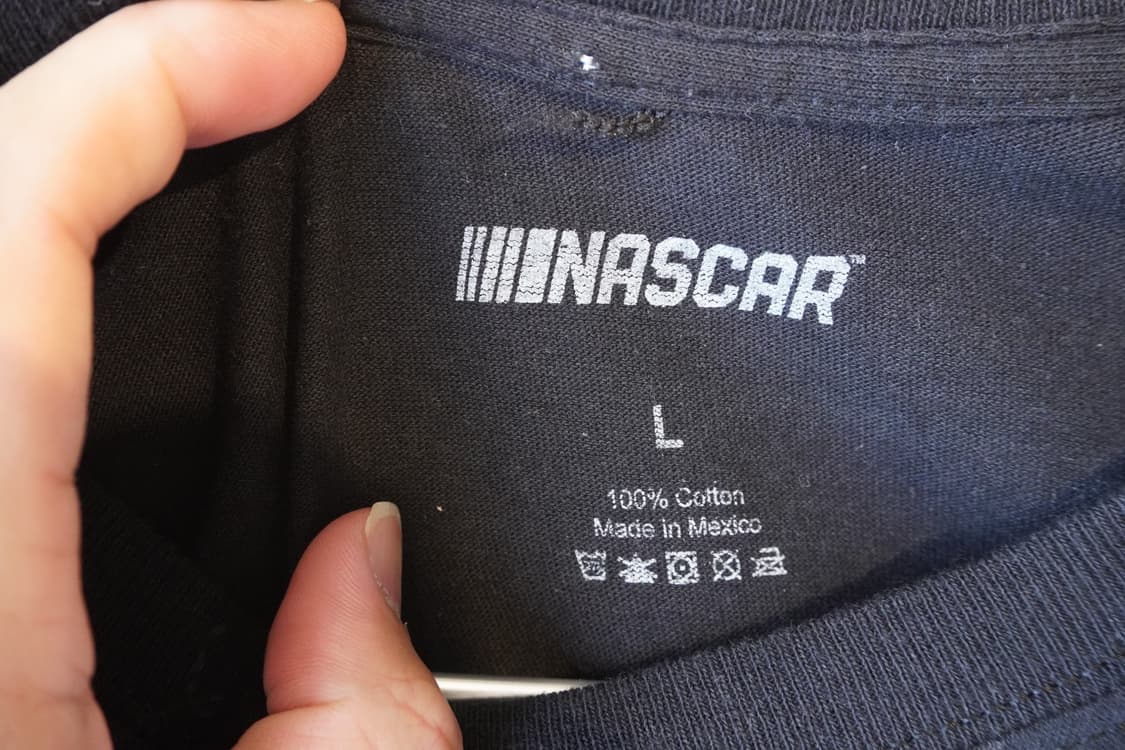 NASCAR™
L
100% Cotton
Made in Mexico